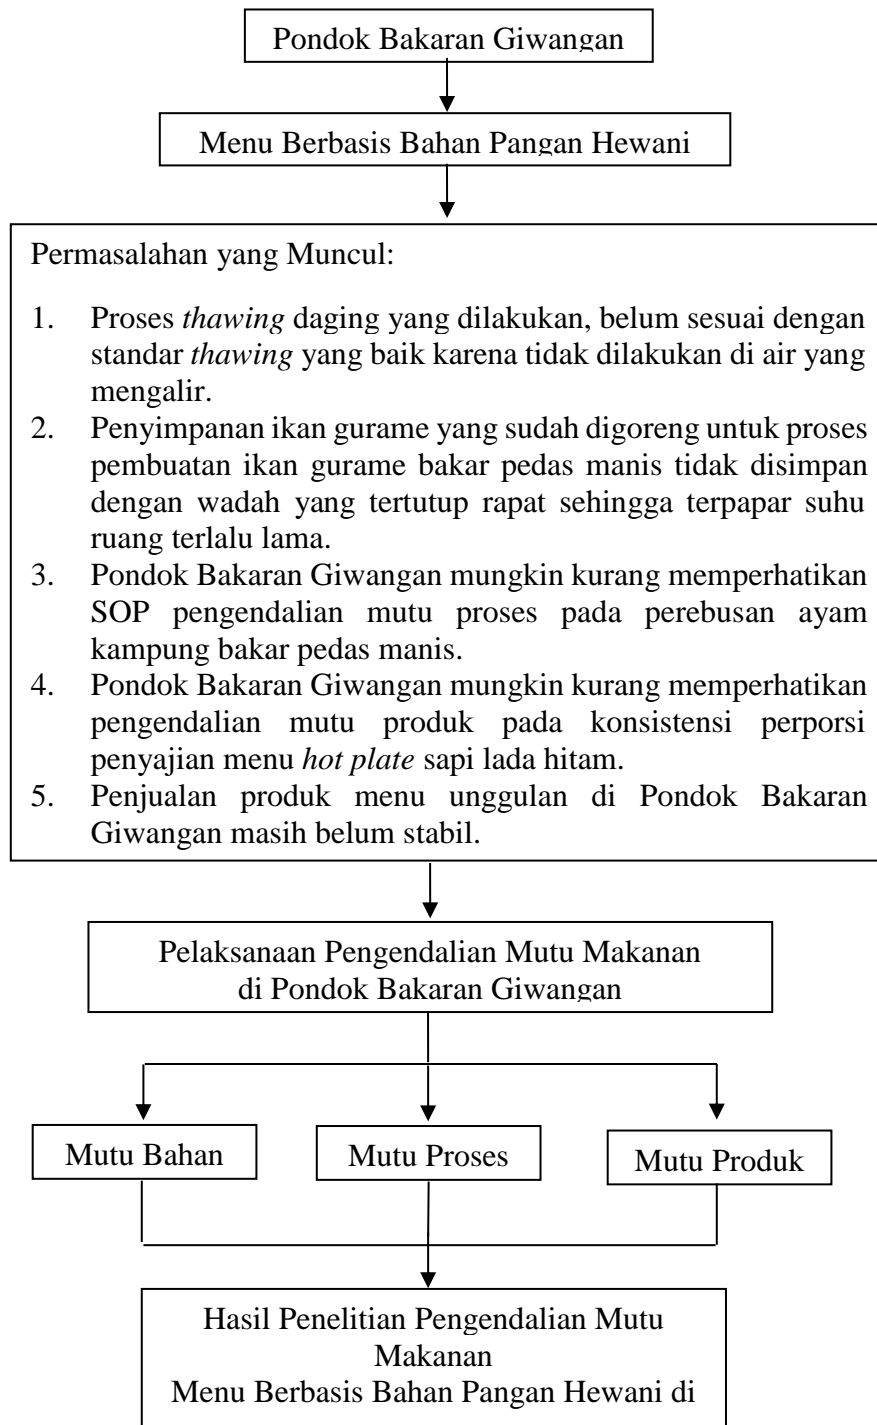 Pondok Bakaran Giwangan
Menu Berbasis Bahan Pangan Hewani
Permasalahan yang Muncul:
1. Proses thawing daging yang dilakukan, belum sesuai dengan
standar thawing yang baik karena tidak dilakukan di air yang
mengalir.
2. Penyimpanan ikan gurame yang sudah digoreng untuk proses
pembuatan ikan gurame bakar pedas manis tidak disimpan
dengan wadah yang tertutup rapat sehingga terpapar suhu
ruang terlalu lama.
3. Pondok Bakaran Giwangan mungkin kurang memperhatikan
SOP pengendalian mutu proses pada perebusan ayam
kampung bakar pedas manis.
4. Pondok Bakaran Giwangan mungkin kurang memperhatikan
pengendalian mutu produk pada konsistensi perporsi
penyajian menu hot plate sapi lada hitam.
5. Penjualan produk menu unggulan di Pondok Bakaran
Giwangan masih belum stabil.
Pelaksanaan Pengendalian Mutu Makanan
di Pondok Bakaran Giwangan
Mutu Bahan
Mutu Proses
Mutu Produk
Hasil Penelitian Pengendalian Mutu
Makanan
Menu Berbasis Bahan Pangan Hewani di